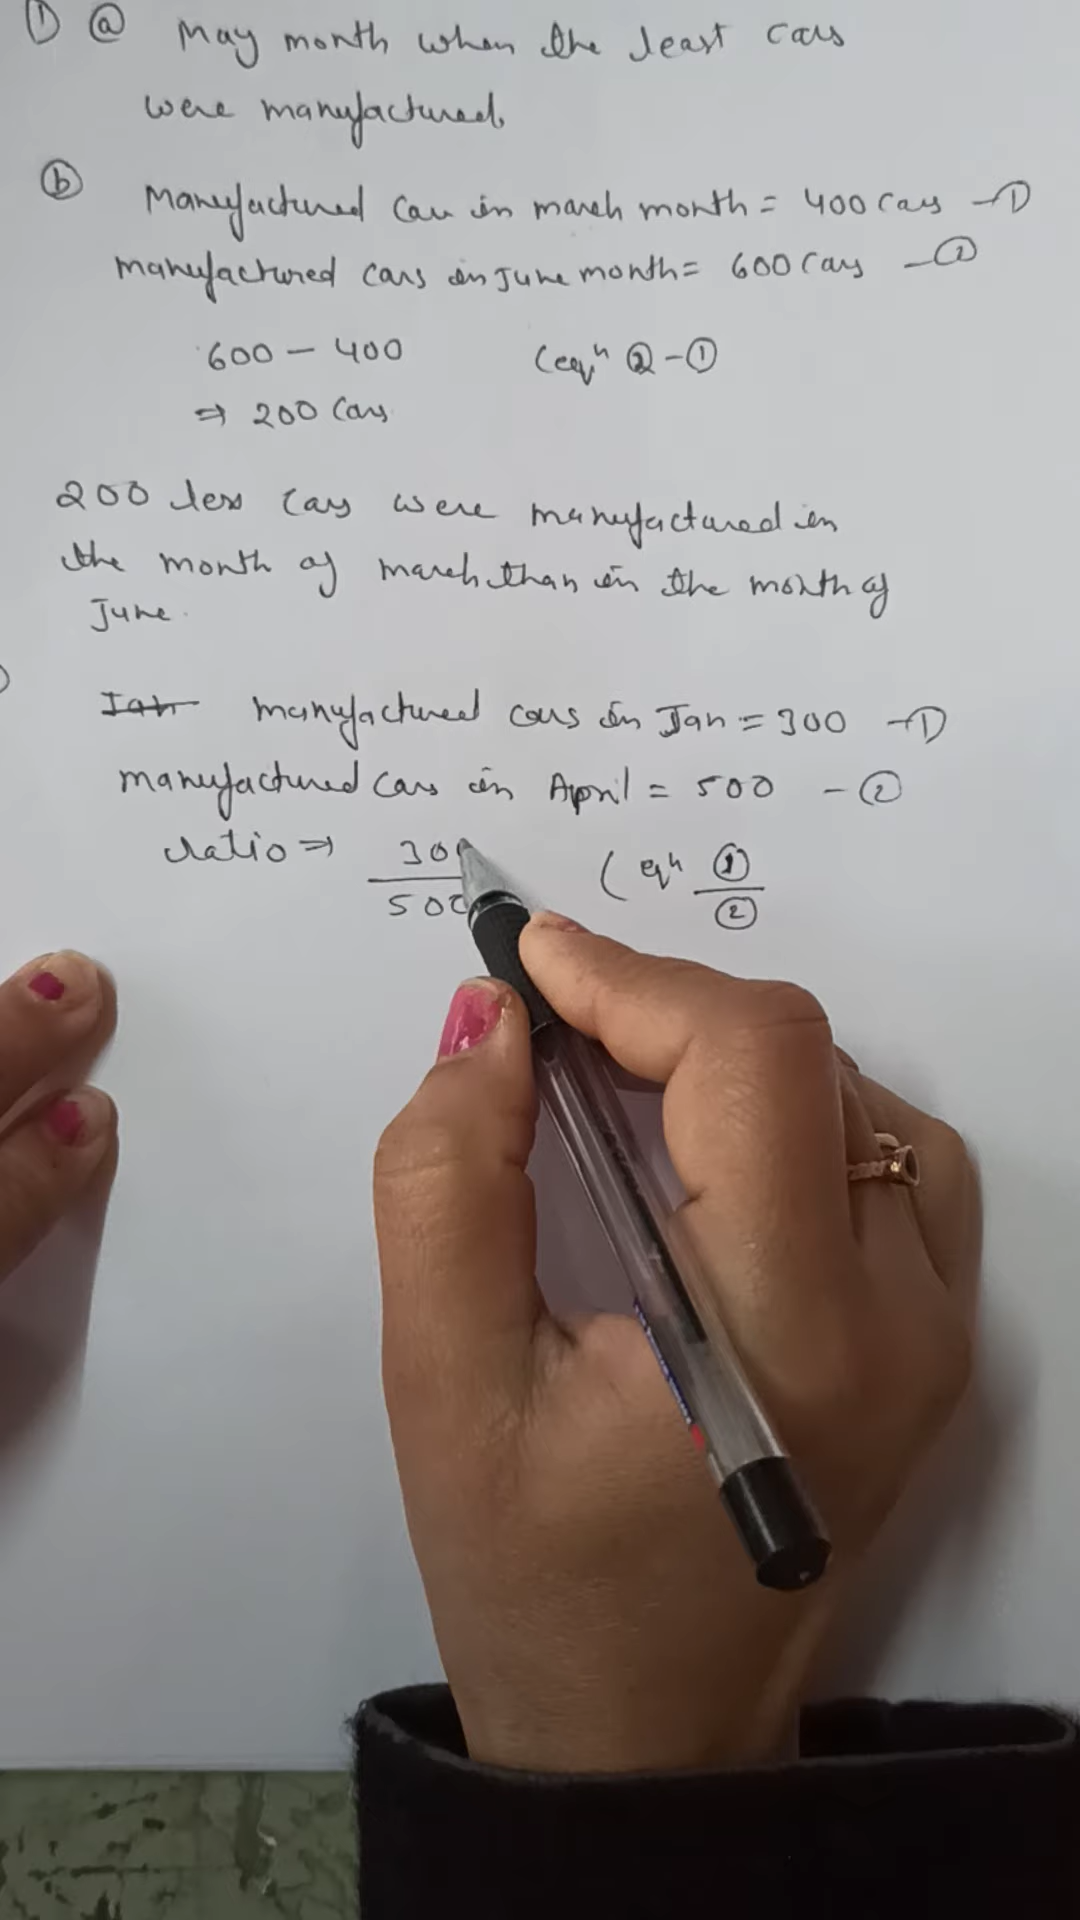 ① ⓐ May month when the least cars
were manufactured.
ⓑ Manufactured Car in march month = 400 Cars —①
manufactured cars in June month = 600 Cars —②
600 — 400 (eqⁿ ②-①
⇒ 200 Cars.
200 less Cars were manufactured in
the month of march than in the month of
June.
Jan manufactured cars in Jan = 300 —①
manufactured cars in April = 500 —②
ratio ⇒ 300 ( eqⁿ ①
500 ②